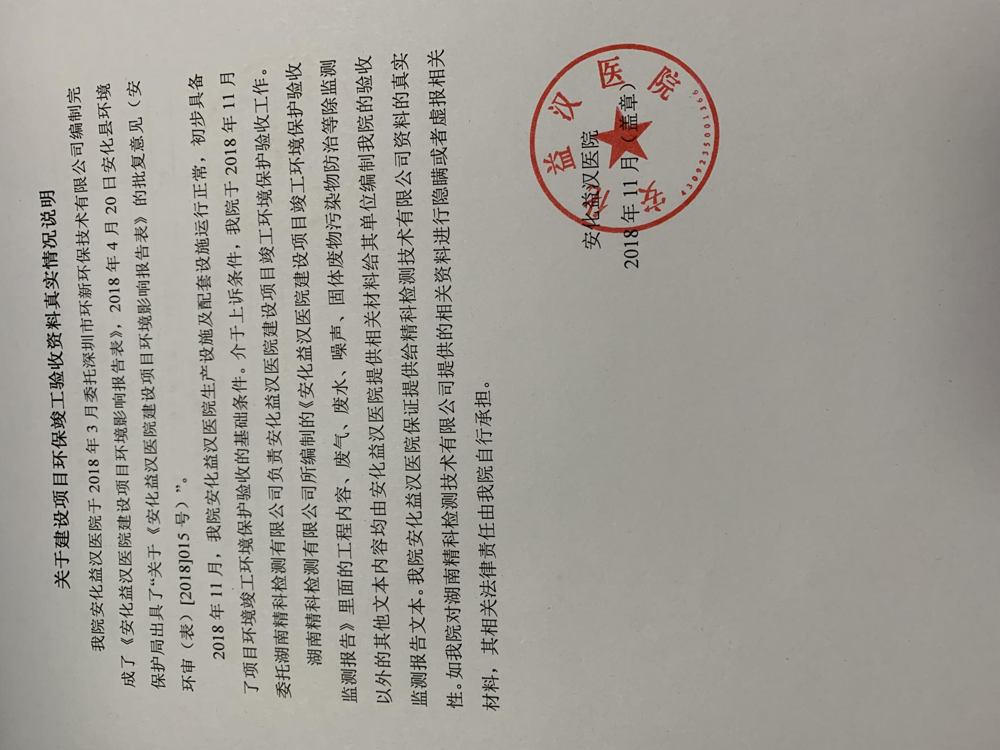 关于建设项目环保竣工验收资料真实情况说明
我院安化益汉医院于 2018 年 3 月委托深圳市环新环保技术有限公司编制完
成了《安化益汉医院建设项目环境影响报告表》，2018 年 4 月 20 日安化县环境
保护局出具了“关于《安化益汉医院建设项目环境影响报告表》的批复意见（安
环审（表）[2018]015 号）”。
2018 年 11 月，我院安化益汉医院生产设施及配套设施运行正常，初步具备
了项目环境竣工环境保护验收的基础条件。介于上诉条件，我院于 2018 年 11 月
委托湖南精科检测有限公司负责安化益汉医院建设项目竣工环境保护验收工作。
湖南精科检测有限公司所编制的《安化益汉医院建设项目竣工环境保护验收
监测报告》里面的工程内容、废气、废水、噪声、固体废物污染物防治等除监测
以外的其他文本内容均由安化益汉医院提供相关材料给其单位编制我院的验收
监测报告文本。我院安化益汉医院保证提供给精科检测技术有限公司资料的真实
性。如我院对湖南精科检测技术有限公司提供的相关资料进行隐瞒或者虚报相关
材料，其相关法律责任由我院自行承担。
安化益汉医院
2018 年 11 月（盖章）
安化益汉医院
4309235001366